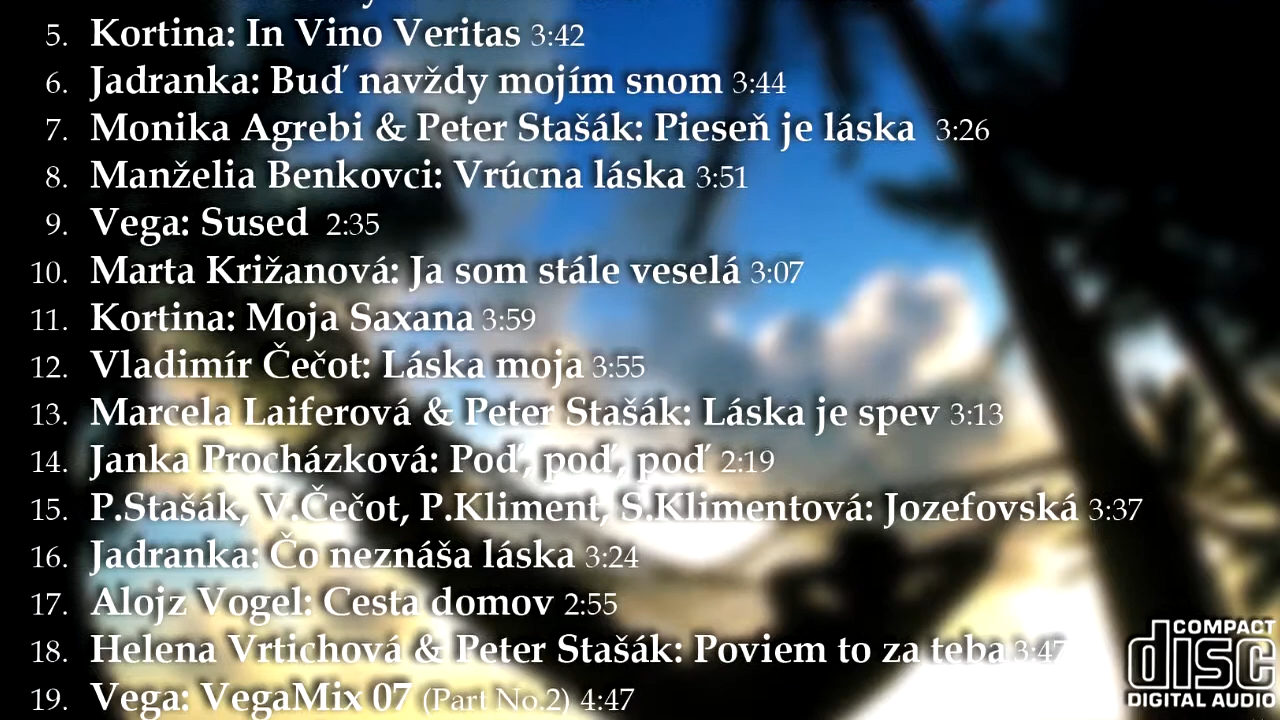 5. Kortina: In Vino Veritas 3:42
6. Jadranka: Buď navždy mojím snom 3:44
7. Monika Agrebi & Peter Stašák: Pieseň je láska 3:26
8. Manželia Benkovci: Vrúcna láska 3:51
9. Vega: Sused 2:35
10. Marta Križanová: Ja som stále veselá 3:07
11. Kortina: Moja Saxana 3:59
12. Vladimír Čečot: Láska moja 3:55
13. Marcela Laiferová & Peter Stašák: Láska je spev 3:13
14. Janka Procházková: Poď, poď, poď 2:19
15. P.Stašák, V.Čečot, P.Kliment, S.Klimentová: Jozefovská 3:37
16. Jadranka: Čo neznáša láska 3:24
17. Alojz Vogel: Cesta domov 2:55
18. Helena Vrtichová & Peter Stašák: Poviem to za teba 3:47
19. Vega: VegaMix 07 (Part No.2) 4:47
COMPACT
disc
DIGITAL AUDIO